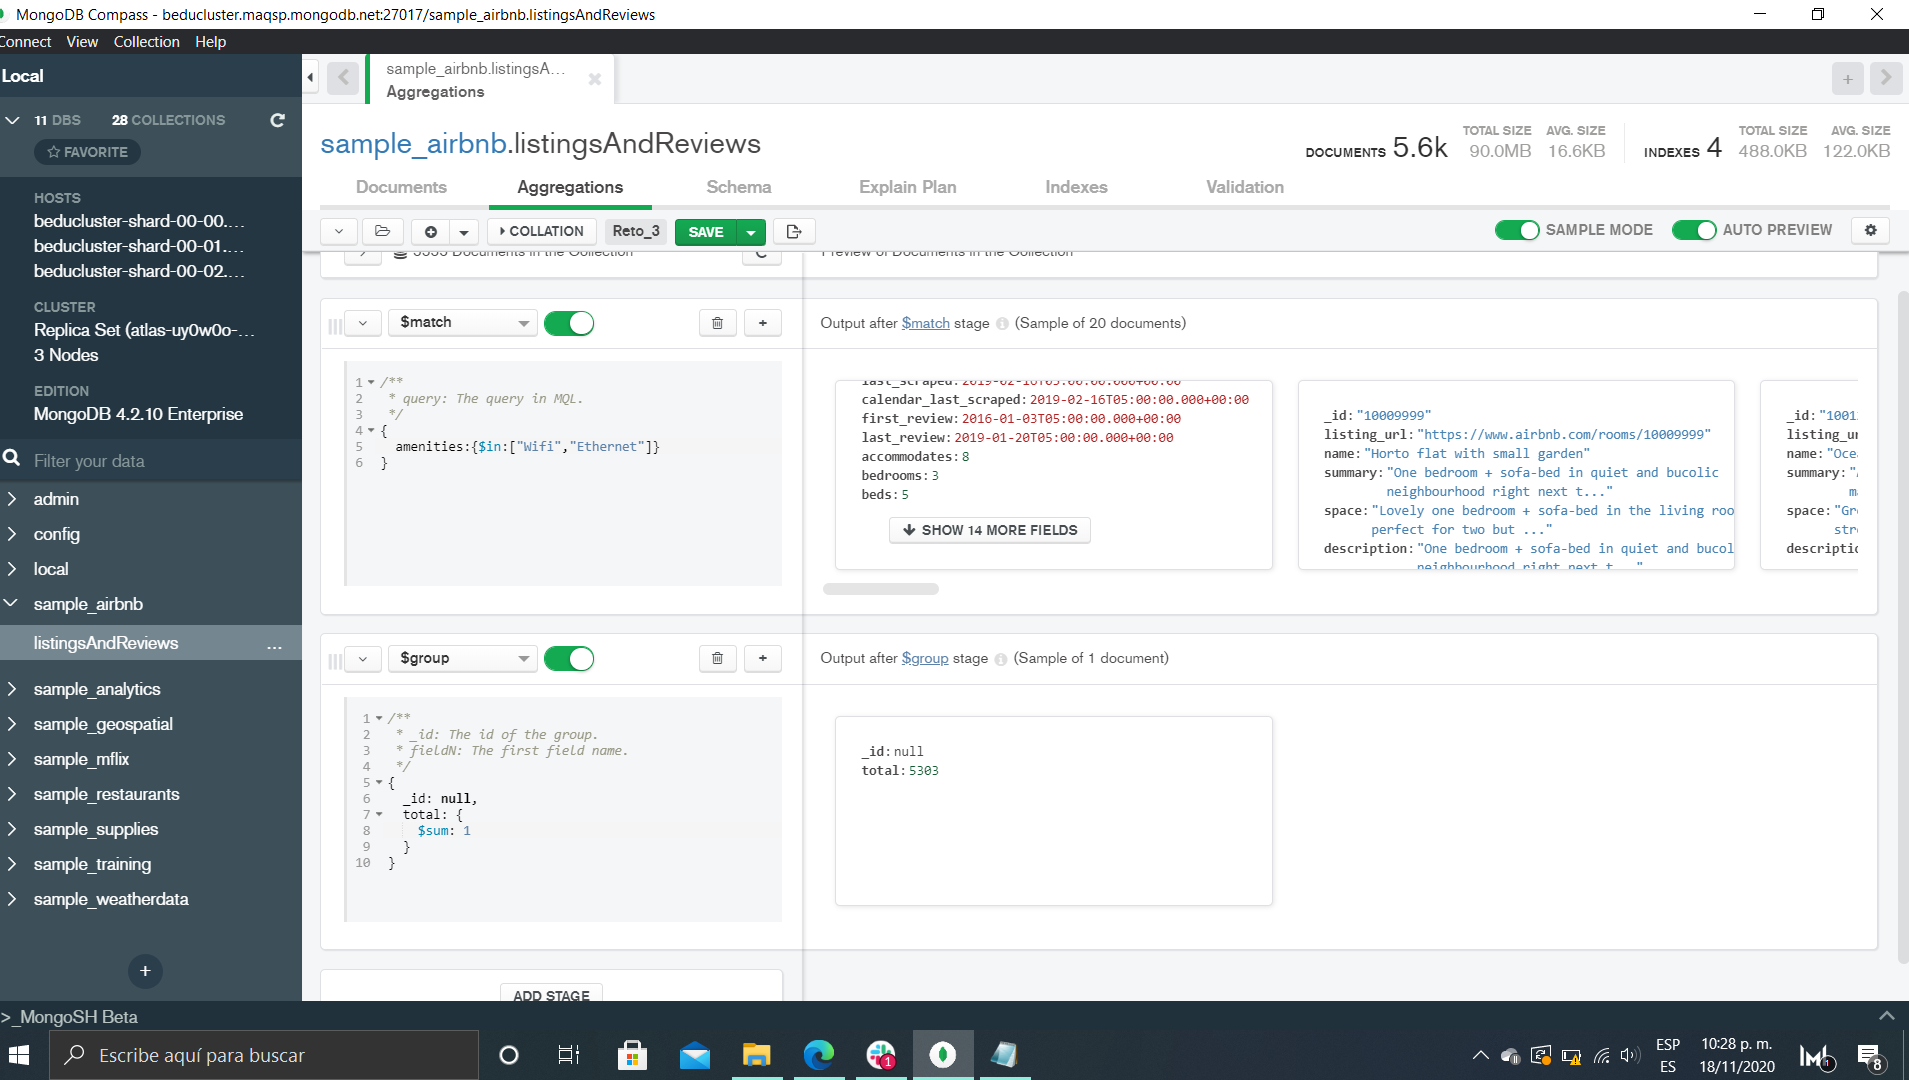 MongoDB Compass - beducluster.maqsp.mongodb.net:27017/sample_airbnb.listingsAndReviews
Connect View Collection Help
Local
11 DBS 28 COLLECTIONS
FAVORITE
HOSTS
beducluster-shard-00-00....
beducluster-shard-00-01....
beducluster-shard-00-02....
CLUSTER
Replica Set (atlas-uy0w0o-...
3 Nodes
EDITION
MongoDB 4.2.10 Enterprise
Filter your data
admin
config
local
sample_airbnb
listingsAndReviews ...
sample_analytics
sample_geospatial
sample_mflix
sample_restaurants
sample_supplies
sample_training
sample_weatherdata
+
sample_airbnb.listingsA...
Aggregations
sample_airbnb.listingsAndReviews
DOCUMENTS 5.6k TOTAL SIZE 90.0MB AVG. SIZE 16.6KB INDEXES 4 TOTAL SIZE 488.0KB AVG. SIZE 122.0KB
Documents Aggregations Schema Explain Plan Indexes Validation
COLLATION Reto_3 SAVE SAMPLE MODE AUTO PREVIEW
Documents in the Collection Preview of Documents in the Collection
$match
Output after $match stage (Sample of 20 documents)
1 /**
2 * query: The query in MQL.
3 */
4 {
5 amenities:{$in:["Wifi","Ethernet"]}
6 }
last_scraped: 2019-02-16T05:00:00.000+00:00
calendar_last_scraped: 2019-02-16T05:00:00.000+00:00
first_review: 2016-01-03T05:00:00.000+00:00
last_review: 2019-01-20T05:00:00.000+00:00
accommodates: 8
bedrooms: 3
beds: 5
SHOW 14 MORE FIELDS
_id: "10009999"
listing_url: "https://www.airbnb.com/rooms/10009999"
name: "Horto flat with small garden"
summary: "One bedroom + sofa-bed in quiet and bucolic
neighbourhood right next t..."
space: "Lovely one bedroom + sofa-bed in the living roo
perfect for two but ..."
description: "One bedroom + sofa-bed in quiet and bucol
neighbourhood right next t..."
_id: "1001
listing_ur
name: "Oce
summary: "
m
space: "Gr
str
descriptic
$group
Output after $group stage (Sample of 1 document)
1 /**
2 * _id: The id of the group.
3 * fieldN: The first field name.
4 */
5 {
6 _id: null,
7 total: {
8 $sum: 1
9 }
10 }
_id: null
total: 5303
ADD STAGE
>_MongoSH Beta
Escribe aquí para buscar
1
ESP
ES
10:28 p. m.
18/11/2020
1
8